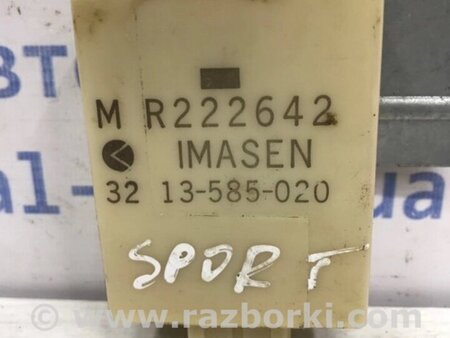 M R222642
IMASEN
32 13-585-020
SPORT
© www.razborki.com